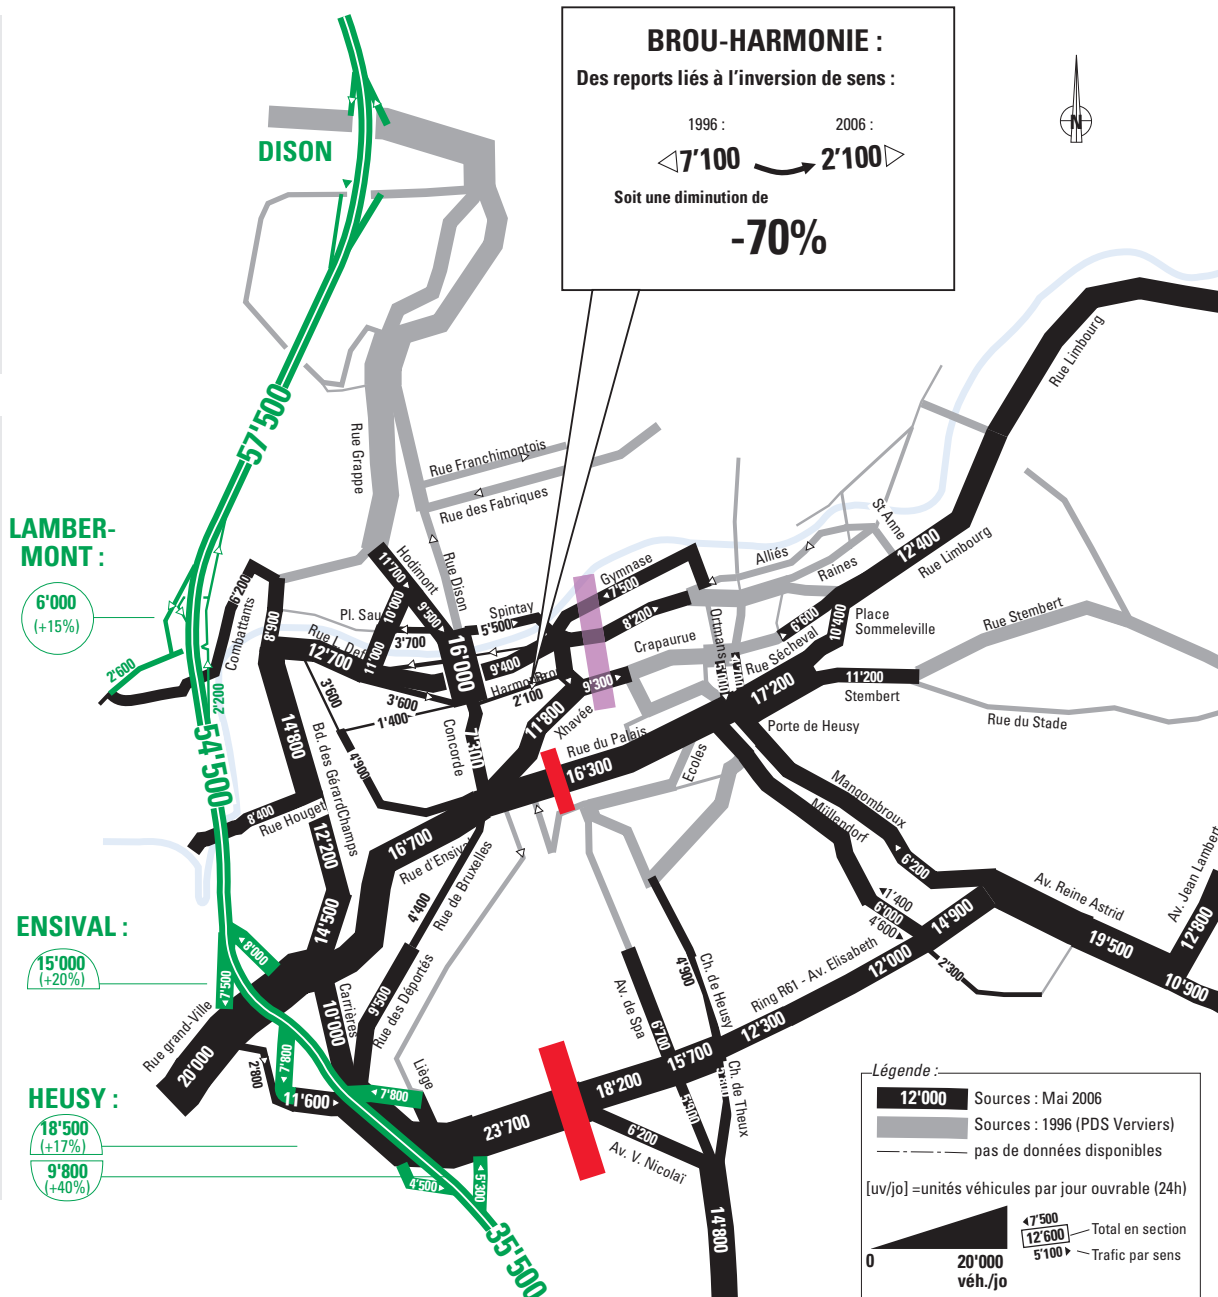 BROU-HARMONIE :
Des reports liés à l'inversion de sens :
1996 :
2006 :
7'100
2'100
Soit une diminution de
-70%
N
DISON
57'500
LAMBER-
MONT :
6'000
(+15%)
2'600
2'200
54'500
ENSIVAL :
15'000
(+20%)
8'000
7'500
HEUSY :
18'500
(+17%)
9'800
(+40%)
7'800
7'800
4'500
5'300
35'500
Rue Grappe
Rue Franchimontois
Rue des Fabriques
Rue Dison
Hodimont
11'700
10'000
9'500
Pl. Sau
3'700
Rue L. Def
12'700
11'000
16'000
Spintay
5'500
Gymnase
7'500
8'200
Crapaurue
9'400
Harmo
Bro
2'100
9'300
11'800
Xhavée
Combattants
6'200
8'900
3'600
3'600
1'400
4'900
14'800
Bd. des GérardChamps
12'200
14'500
8'400
Rue Houget
Concorde
7'300
Rue du Palais
16'300
16'700
Rue d'Ensival
Rue de Bruxelles
4'400
Rue des Déportés
9'500
Carrières
10'000
Rue grand-Ville
20'000
2'800
11'600
Liège
23'700
18'200
15'700
12'300
12'000
14'900
Ring R61 - Av. Elisabeth
Av. de Spa
6'700
5'900
Ch. de Heusy
4'900
Ch. de Theux
5'800
6'200
Av. V. Nicolaï
14'800
Alliés
Raines
St Anne
12'400
Rue Limbourg
Rue Limbourg
Ortmans
Rue Sécheval
6'600
10'400
Place
Sommeleville
17'200
11'200
Stembert
Rue Stembert
Rue du Stade
Porte de Heusy
Ecoles
Mangombroux
Müllendorf
6'200
1'400
6'000
4'600
2'300
Av. Reine Astrid
19'500
Av. Jean Lambert
12'800
10'900
Légende :
12'000 Sources : Mai 2006
Sources : 1996 (PDS Verviers)
pas de données disponibles
[uv/jo] =unités véhicules par jour ouvrable (24h)
0
20'000
véh./jo
7'500
12'600
5'100
Total en section
Trafic par sens